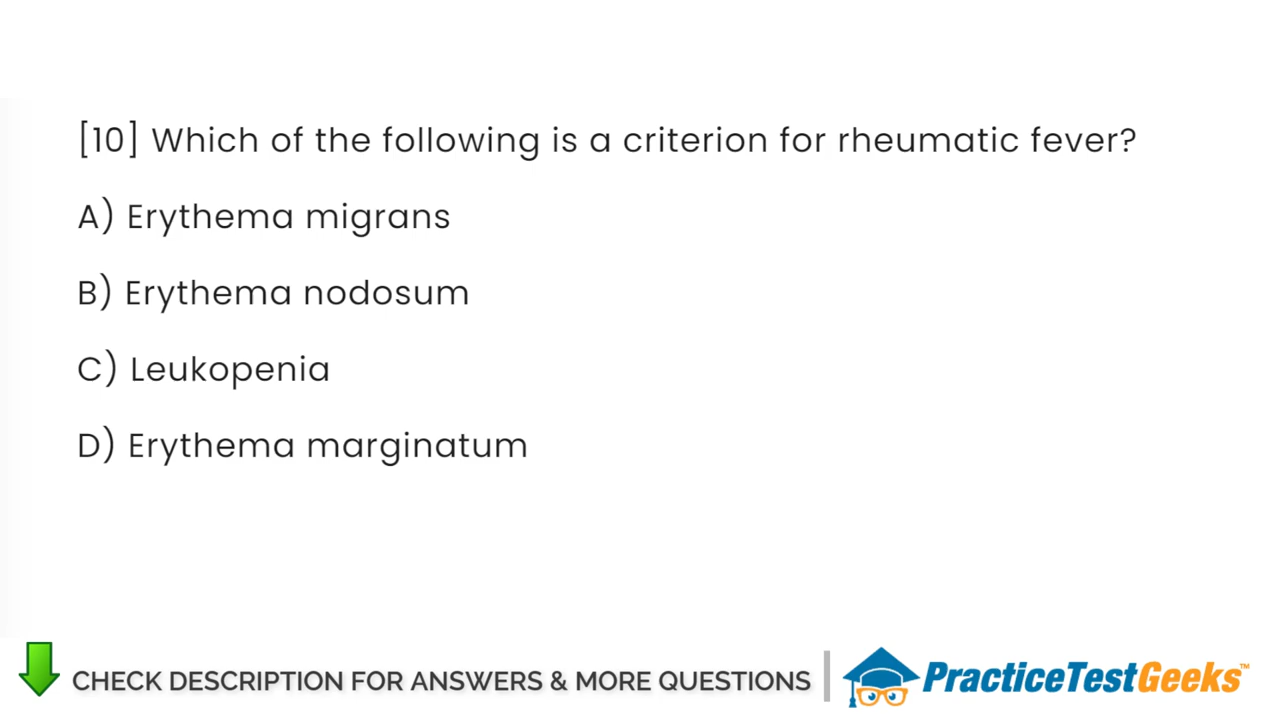 [10] Which of the following is a criterion for rheumatic fever?
A) Erythema migrans
B) Erythema nodosum
C) Leukopenia
D) Erythema marginatum
CHECK DESCRIPTION FOR ANSWERS & MORE QUESTIONS
PracticeTestGeeks™